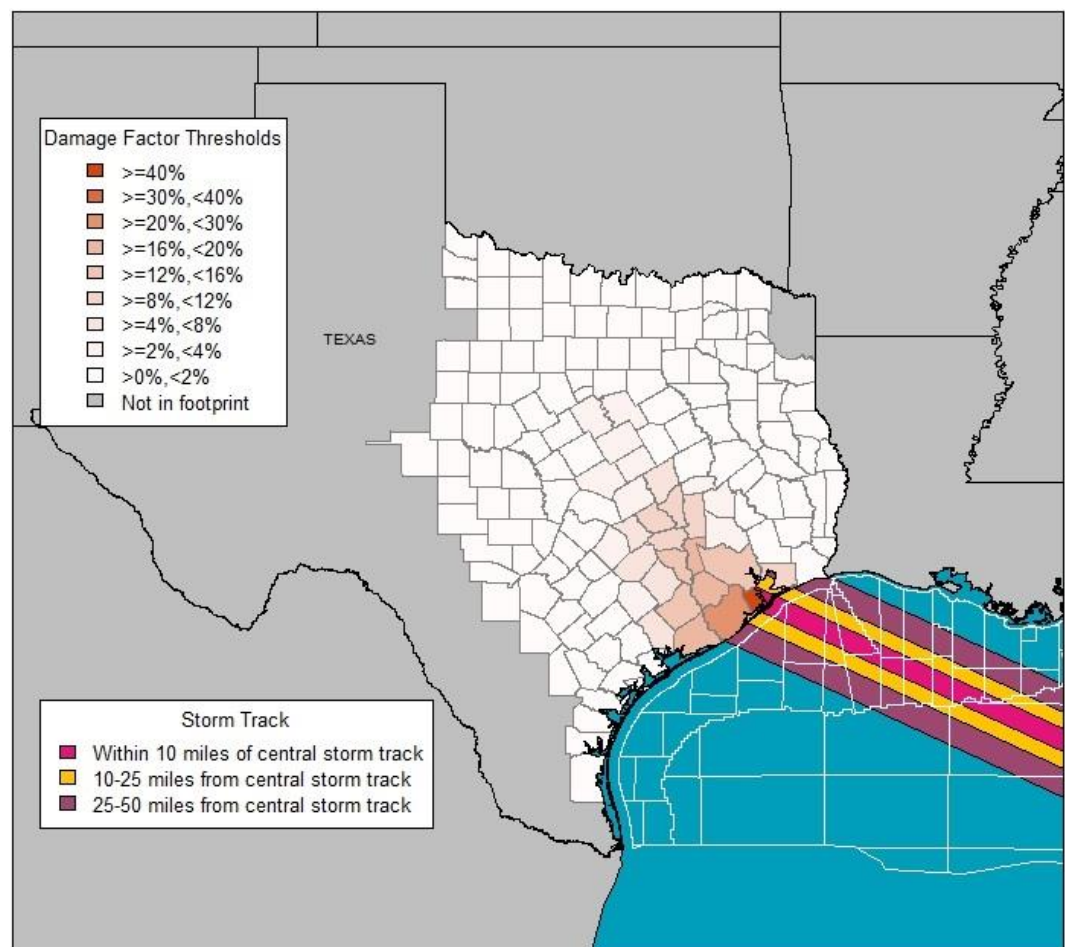 Damage Factor Thresholds
>=40%
>=30%,<40%
>=20%,<30%
>=16%,<20%
>=12%,<16%
>=8%,<12%
>=4%,<8%
>=2%,<4%
>0%,<2%
Not in footprint
TEXAS
Storm Track
Within 10 miles of central storm track
10-25 miles from central storm track
25-50 miles from central storm track